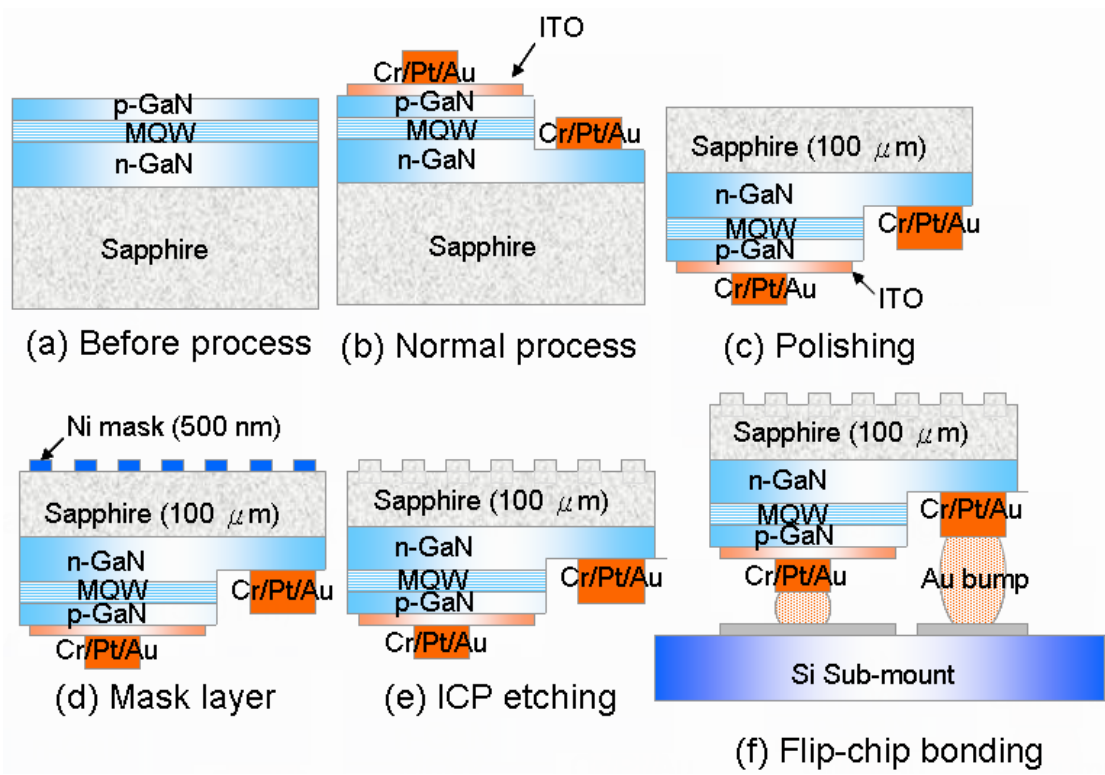 ITO
Cr/Pt/Au
p-GaN
MQW
n-GaN
Sapphire
(a) Before process
p-GaN
MQW
n-GaN
Cr/Pt/Au
Sapphire
(b) Normal process
Sapphire (100 μm)
n-GaN
MQW
p-GaN
Cr/Pt/Au
Cr/Pt/Au
ITO
(c) Polishing
Ni mask (500 nm)
Sapphire (100 μm)
n-GaN
MQW
p-GaN
Cr/Pt/Au
Cr/Pt/Au
(d) Mask layer
Sapphire (100 μm)
n-GaN
MQW
p-GaN
Cr/Pt/Au
Cr/Pt/Au
(e) ICP etching
Sapphire (100 μm)
n-GaN
MQW
p-GaN
Cr/Pt/Au
Cr/Pt/Au
Au bump
Si Sub-mount
(f) Flip-chip bonding